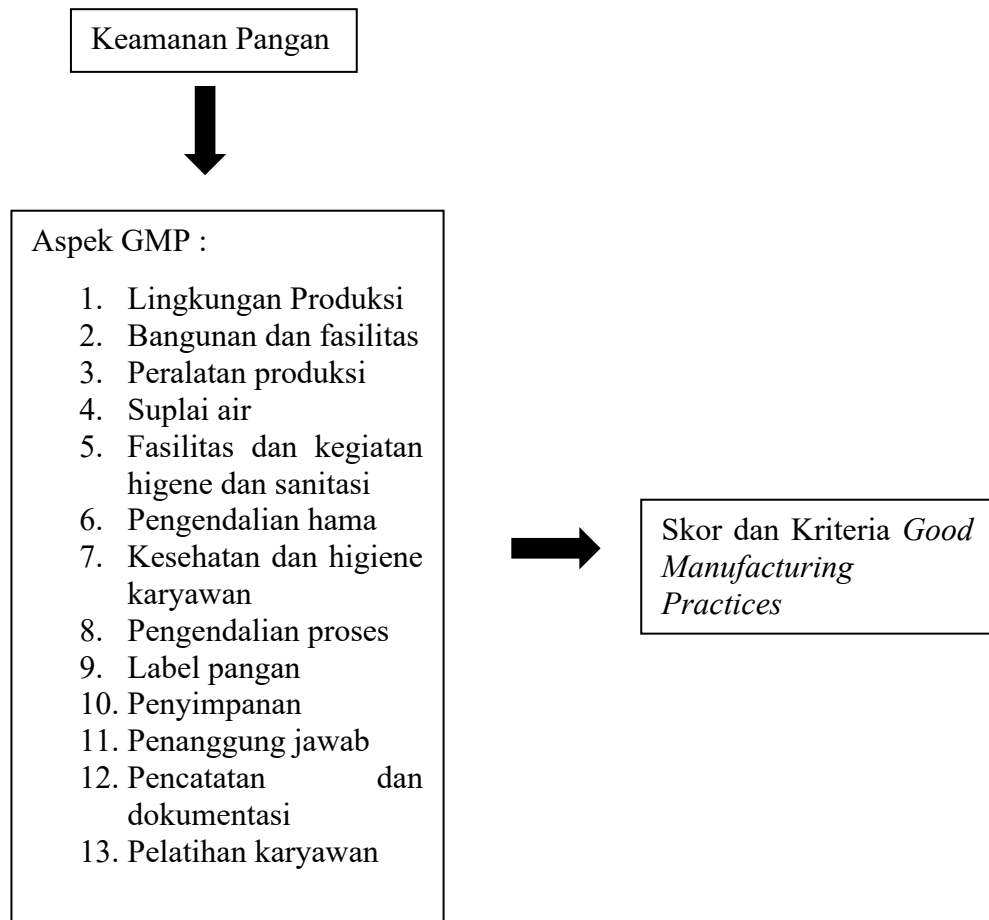 Keamanan Pangan
Aspek GMP :
1. Lingkungan Produksi
2. Bangunan dan fasilitas
3. Peralatan produksi
4. Suplai air
5. Fasilitas dan kegiatan
higene dan sanitasi
6. Pengendalian hama
7. Kesehatan dan higiene
karyawan
8. Pengendalian proses
9. Label pangan
10. Penyimpanan
11. Penanggung jawab
12. Pencatatan dan
dokumentasi
13. Pelatihan karyawan
Skor dan Kriteria Good
Manufacturing
Practices